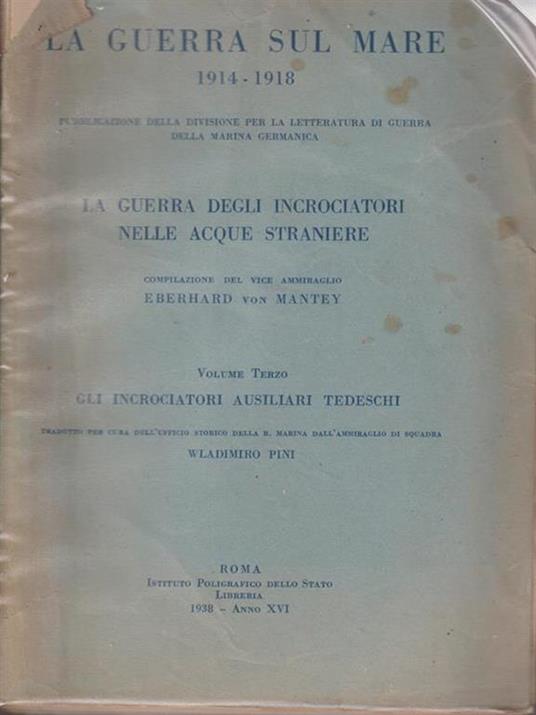 LA GUERRA SUL MARE
1914 - 1918
PUBBLICAZIONE DELLA DIVISIONE PER LA LETTERATURA DI GUERRA
DELLA MARINA GERMANICA
LA GUERRA DEGLI INCROCIATORI
NELLE ACQUE STRANIERE
COMPILAZIONE DEL VICE AMMIRAGLIO
EBERHARD VON MANTEY
VOLUME TERZO
GLI INCROCIATORI AUSILIARI TEDESCHI
TRADOTTO PER CURA DELL'UFFICIO STORICO DELLA R. MARINA DALL'AMMIRAGLIO DI SQUADRA
WLADIMIRO PINI
ROMA
ISTITUTO POLIGRAFICO DELLO STATO
LIBRERIA
1938 - ANNO XVI